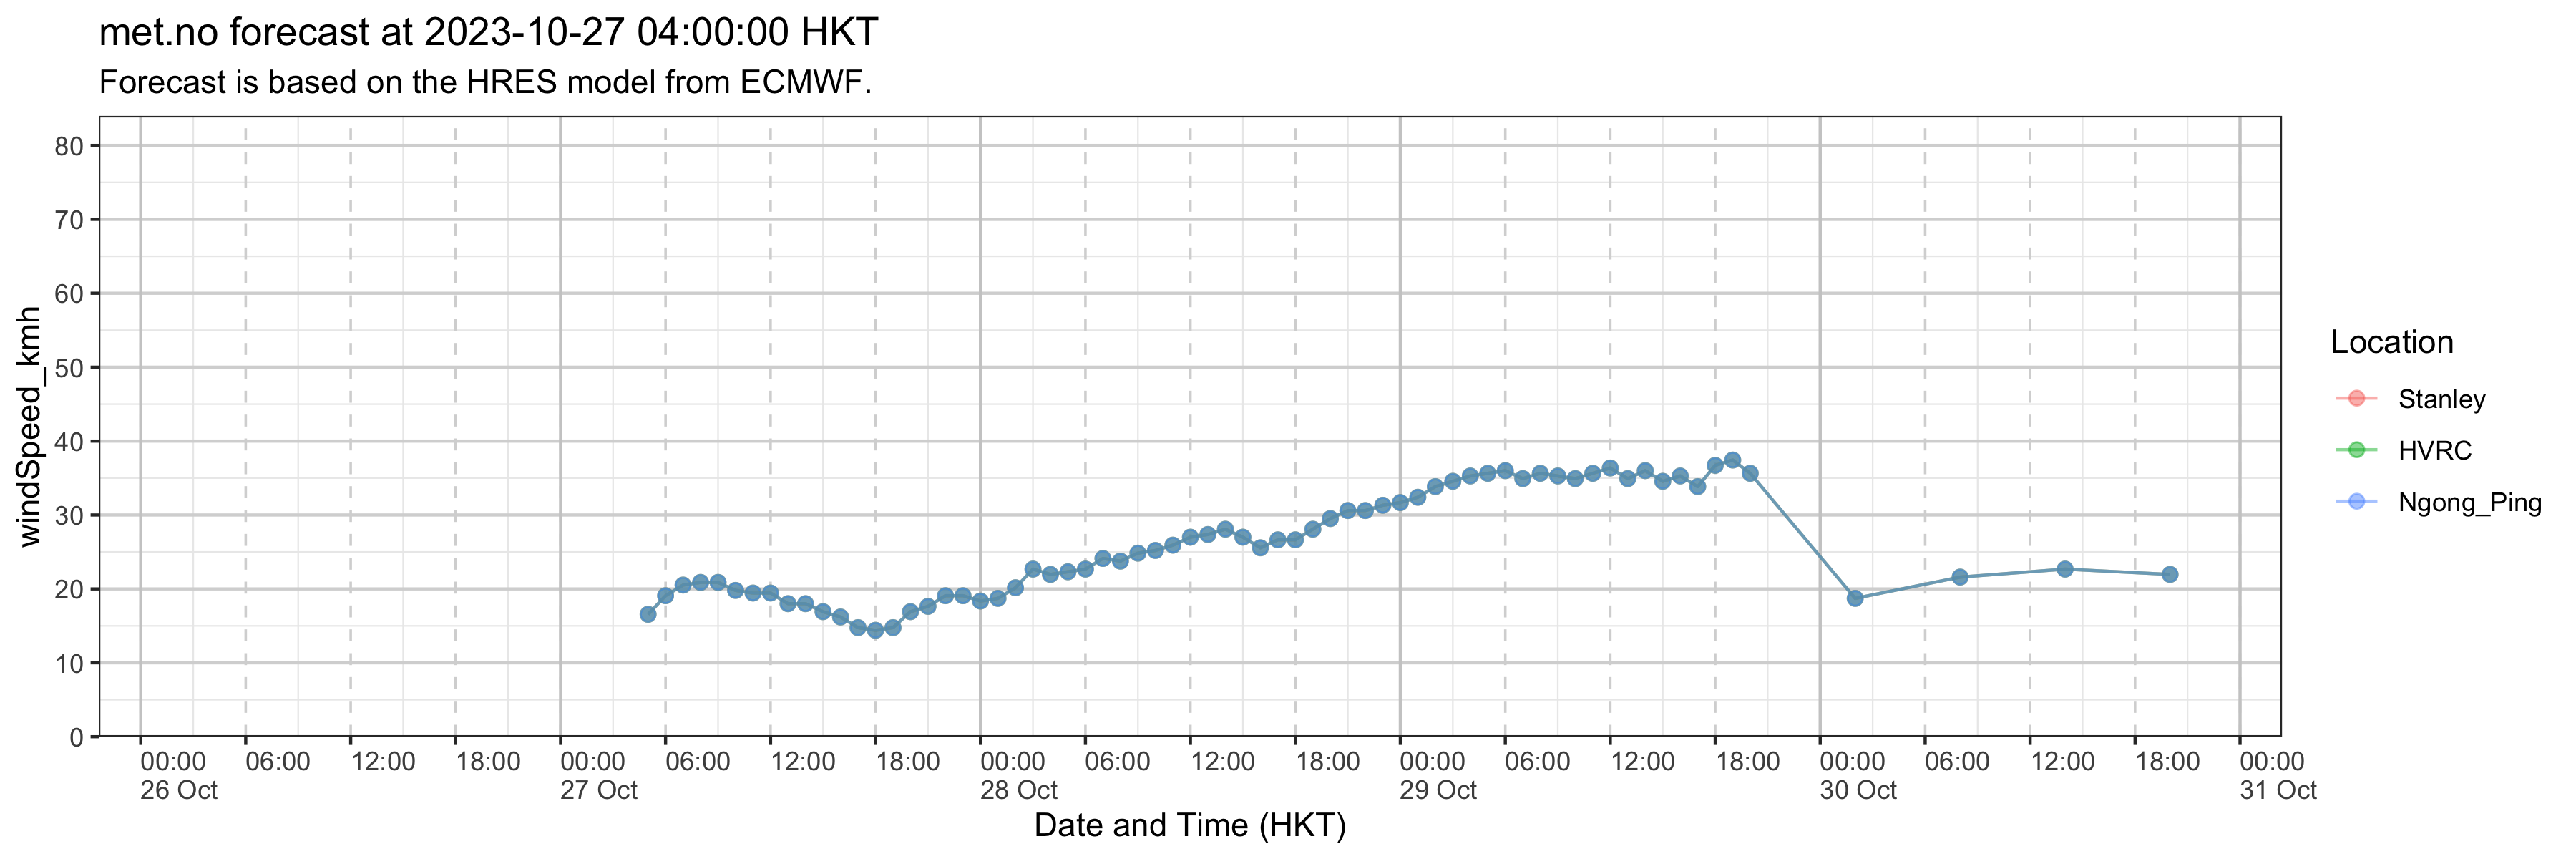 met.no forecast at 2023-10-27 04:00:00 HKT
Forecast is based on the HRES model from ECMWF.
80
70
60
50
40
30
20
10
0
windSpeed_kmh
00:00 06:00 12:00 18:00 00:00 06:00 12:00 18:00 00:00 06:00 12:00 18:00 00:00 06:00 12:00 18:00 00:00 06:00 12:00 18:00 00:00
26 Oct 27 Oct 28 Oct 29 Oct 30 Oct 31 Oct
Date and Time (HKT)
Location
Stanley
HVRC
Ngong_Ping